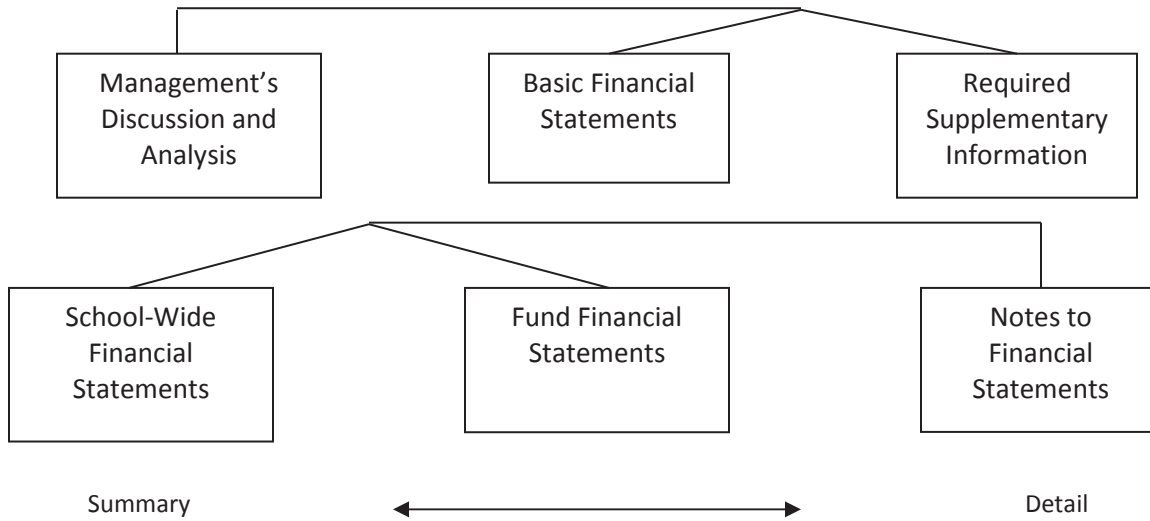 Management’s
Discussion and
Analysis
Basic Financial
Statements
Required
Supplementary
Information
School-Wide
Financial
Statements
Fund Financial
Statements
Notes to
Financial
Statements
Summary
Detail